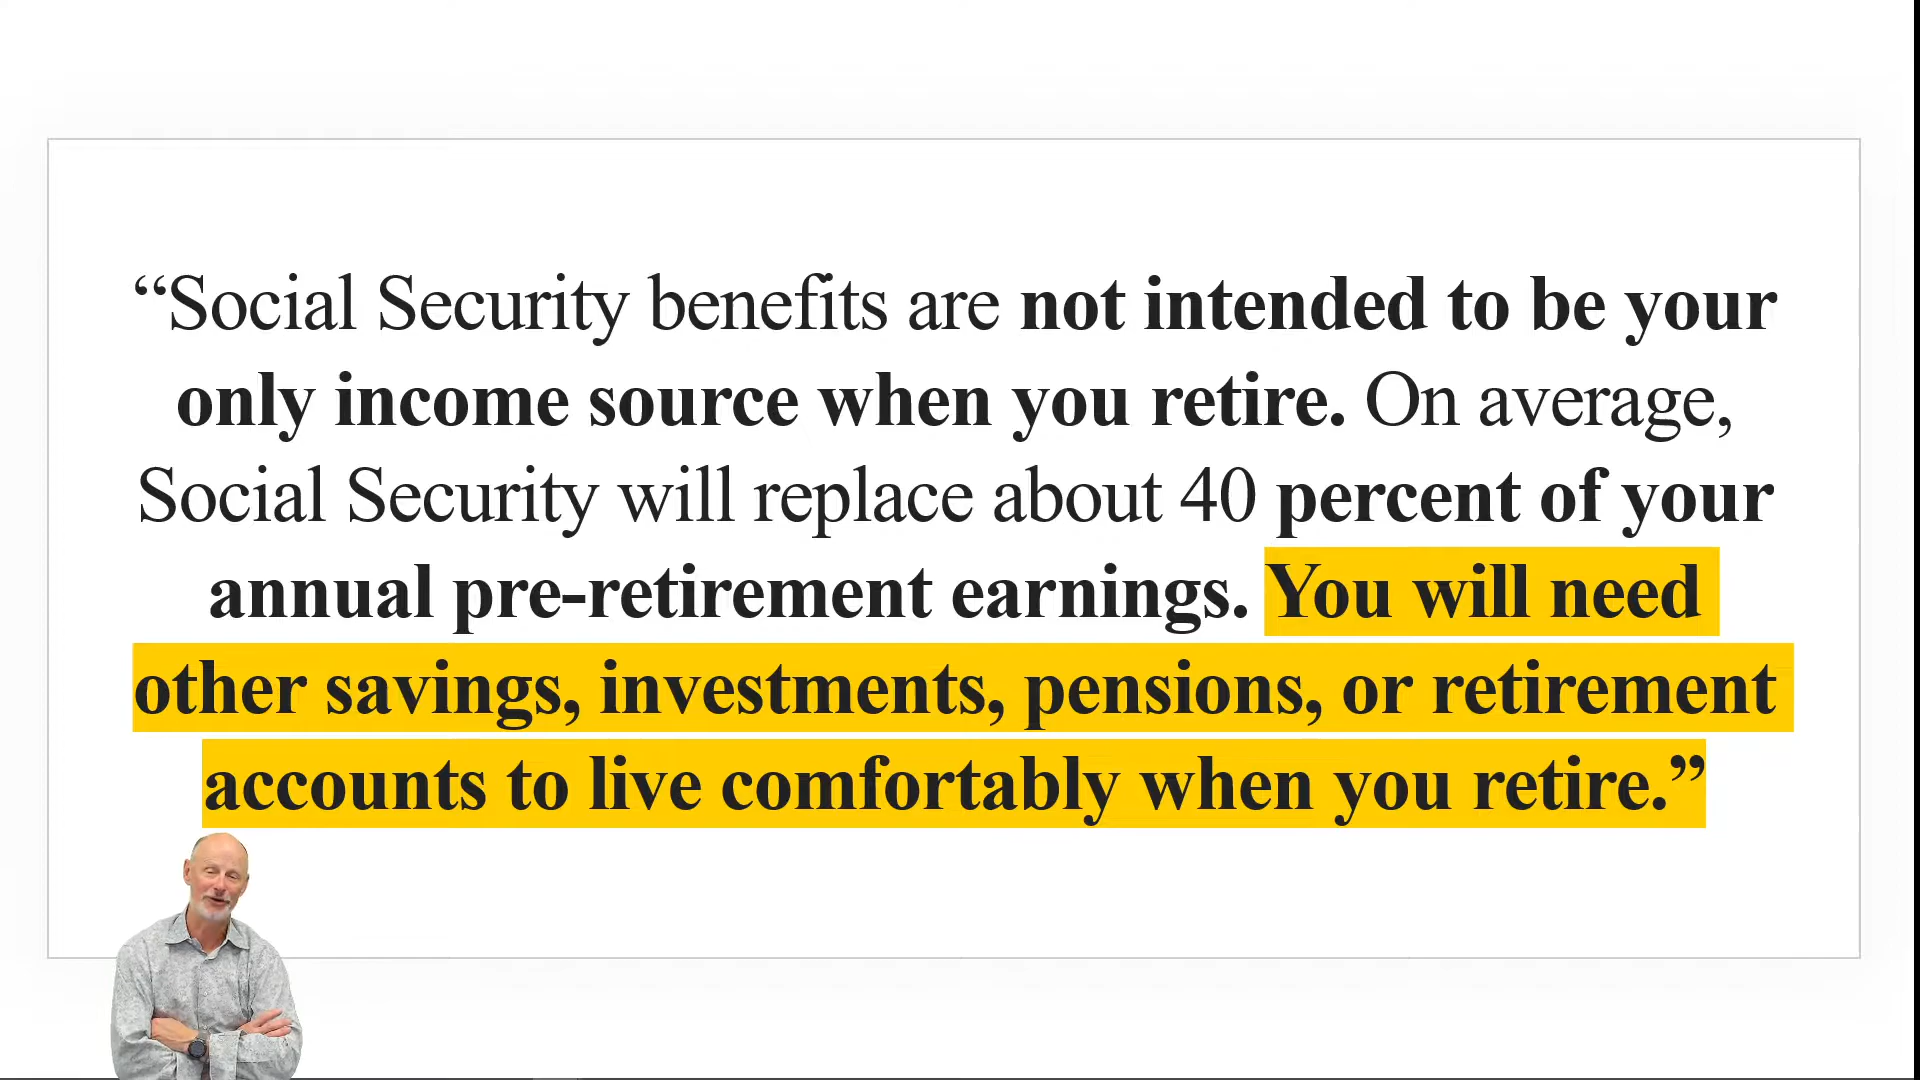 “Social Security benefits are not intended to be your
only income source when you retire. On average,
Social Security will replace about 40 percent of your
annual pre-retirement earnings. You will need
other savings, investments, pensions, or retirement
accounts to live comfortably when you retire.”